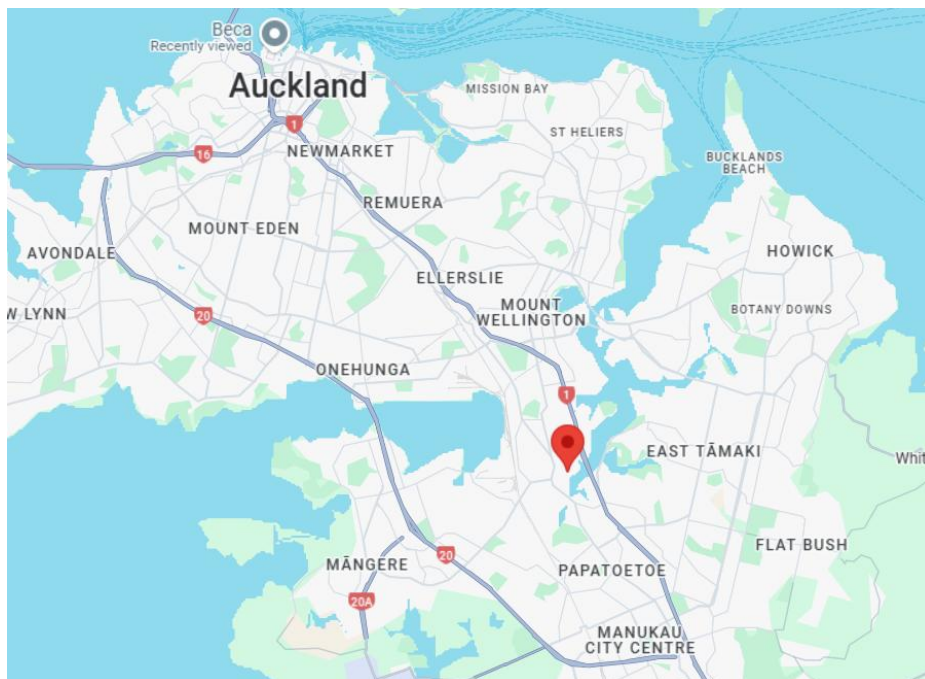 Beca
Recently viewed
Auckland
MISSION BAY
1
ST HELIERS
NEWMARKET
16
BUCKLANDS
BEACH
REMUERA
MOUNT EDEN
AVONDALE
HOWICK
ELLERSLIE
MOUNT
WELLINGTON
BOTANY DOWNS
W LYNN
20
ONEHUNGA
1
EAST TĀMAKI
Whit
FLAT BUSH
20
MĀNGERE
PAPATOETOE
20A
MANUKAU
CITY CENTRE